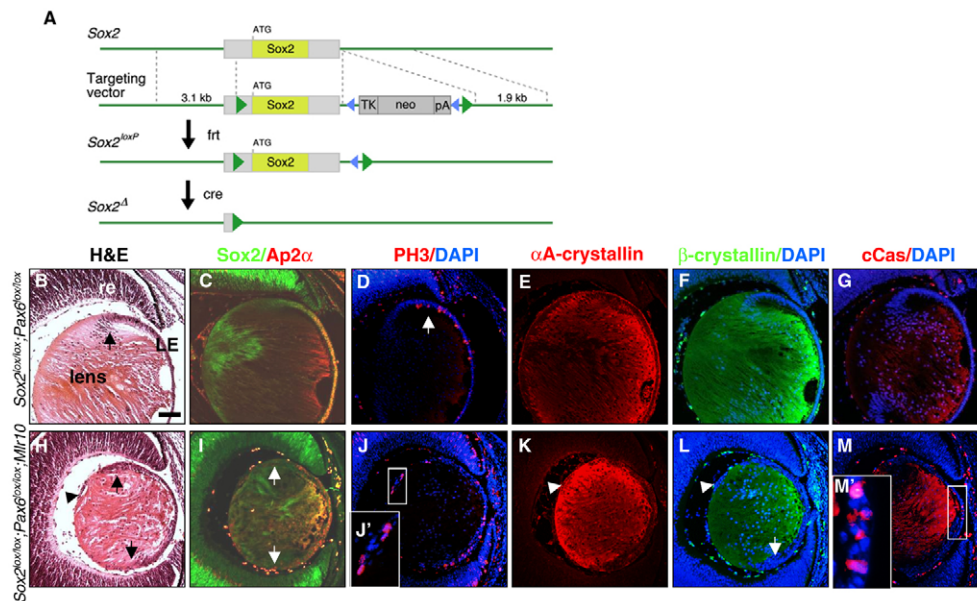 A
Sox2
ATG
Sox2
Targeting
vector
3.1 kb
ATG
Sox2
TK neo pA
1.9 kb
frt
Sox2loxP
ATG
Sox2
cre
Sox2Δ
H&E Sox2/Ap2α PH3/DAPI αA-crystallin β-crystallin/DAPI cCas/DAPI
Sox2lox/lox;Pax6lox/lox
B re LE lens
C
D
E
F
G
Sox2lox/lox;Pax6lox/lox;Mlr10
H
I
J J'
K
L
M M'